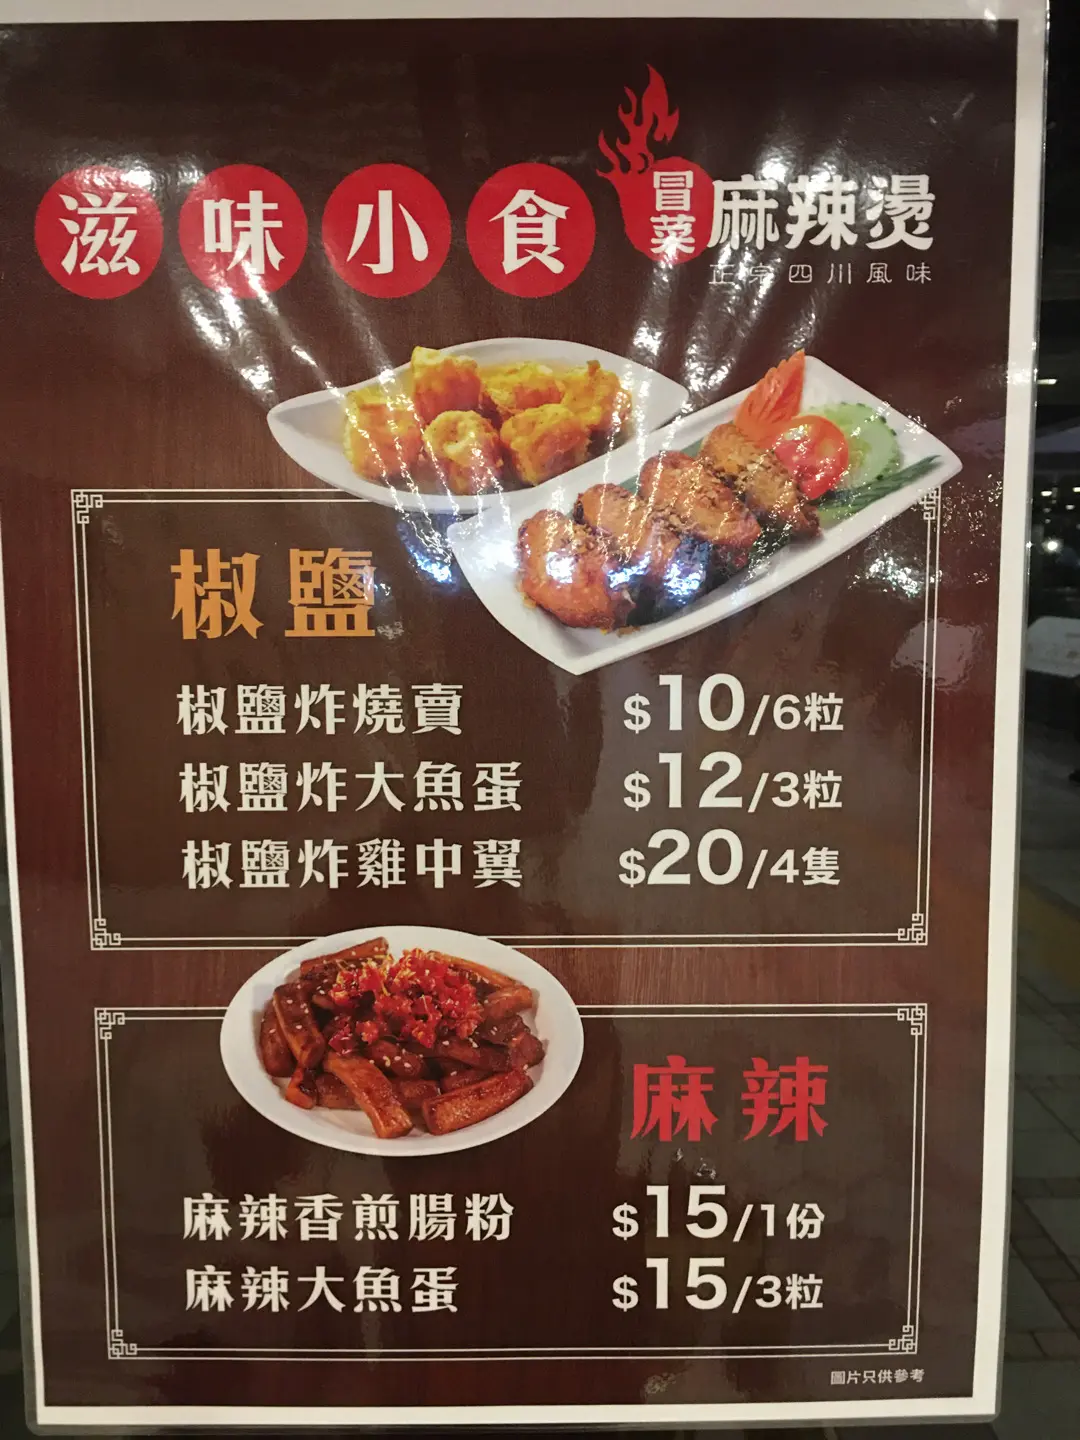 滋味小食
冒菜
麻辣燙
正宗四川風味
椒鹽
椒鹽炸燒賣 $10/6粒
椒鹽炸大魚蛋 $12/3粒
椒鹽炸雞中翼 $20/4隻
麻辣
麻辣香煎腸粉 $15/1份
麻辣大魚蛋 $15/3粒
圖片只供參考